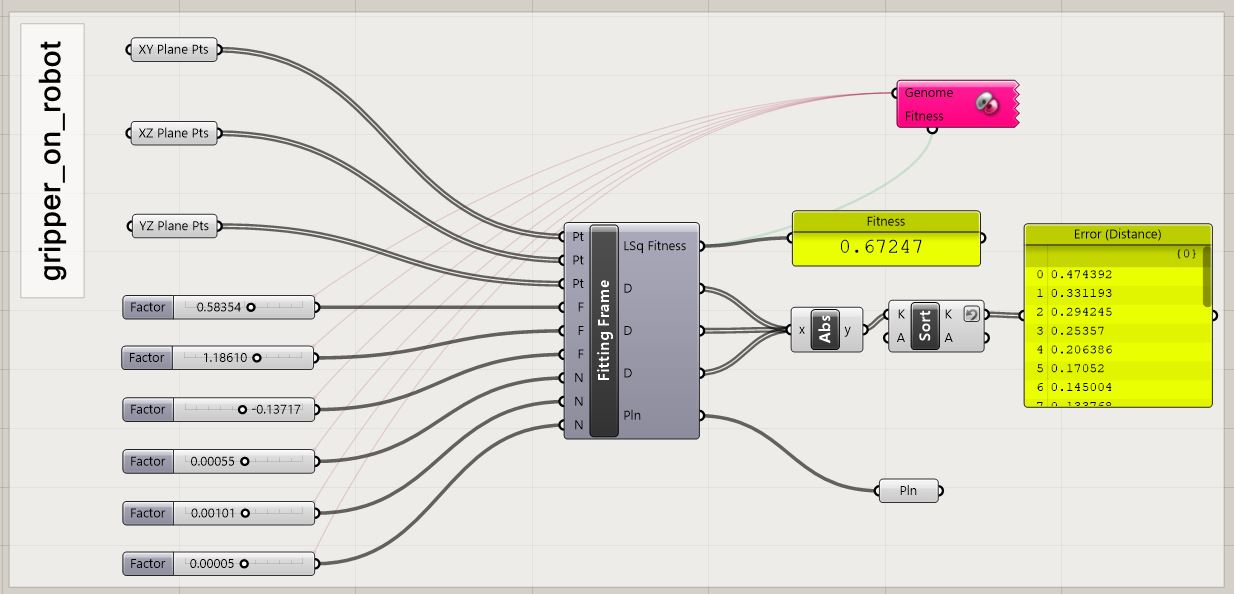 gripper_on_robot
XY Plane Pts
XZ Plane Pts
YZ Plane Pts
Factor 0.58354
Factor 1.18610
Factor -0.13717
Factor 0.00055
Factor 0.00101
Factor 0.00005
Pt
Pt
Pt
F
F
F
N
N
N
Fitting Frame
LSq Fitness
D
D
D
Pln
Genome
Fitness
Fitness
0.67247
x Abs y
K Sort K
A A
Error (Distance)
{0}
0 0.474392
1 0.331193
2 0.294245
3 0.25357
4 0.206386
5 0.17052
6 0.145004
7 0.133768
Pln